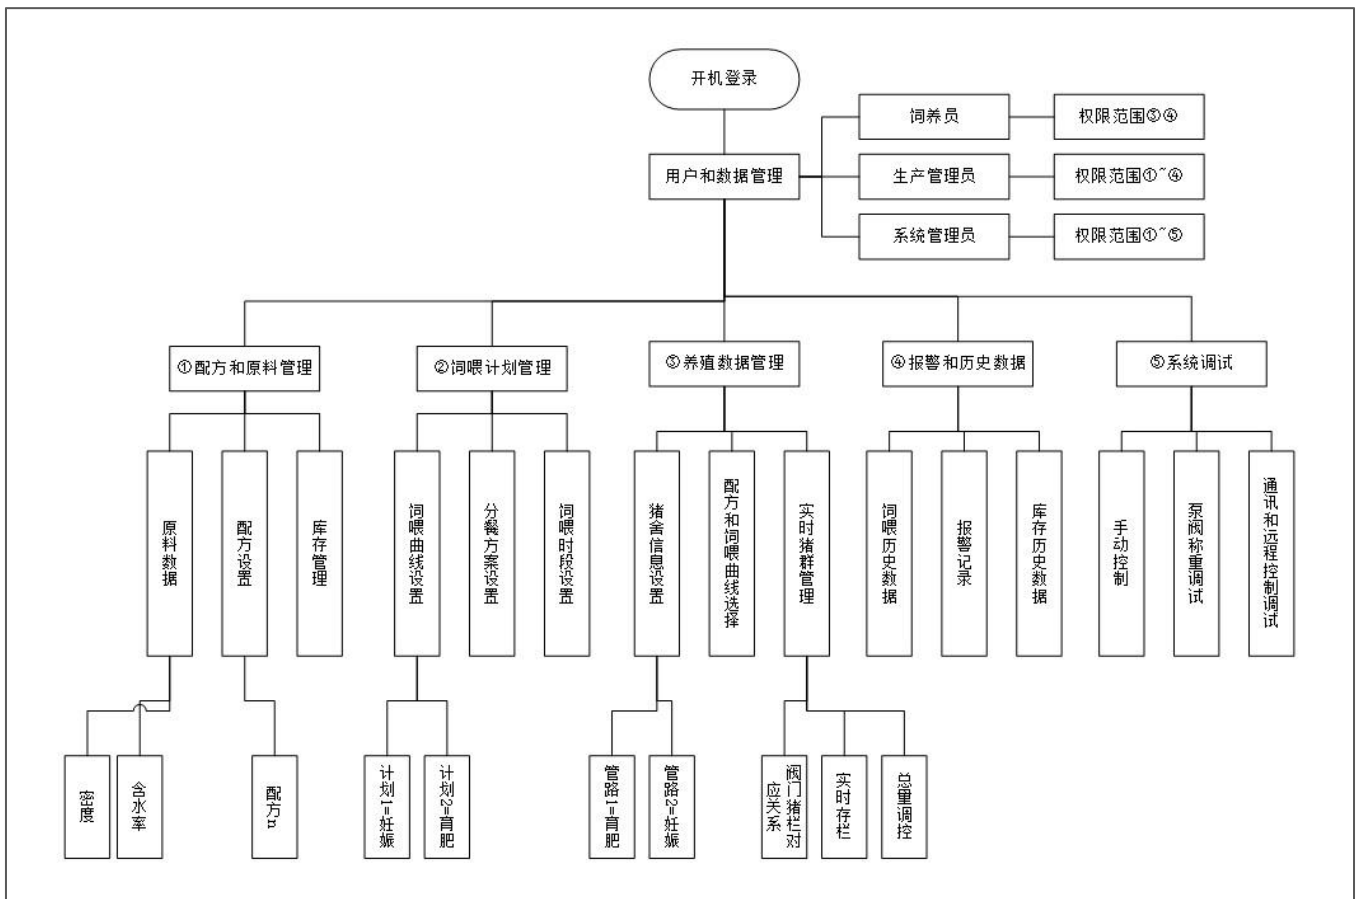 开机登录
饲养员
权限范围③④
用户和数据管理
生产管理员
权限范围①~④
系统管理员
权限范围①~⑤
①配方和原料管理
②饲喂计划管理
③养殖数据管理
④报警和历史数据
⑤系统调试
原料数据
配方设置
库存管理
饲喂曲线设置
分餐方案设置
饲喂时段设置
猪舍信息设置
配方和饲喂曲线选择
实时猪群管理
饲喂历史数据
报警记录
库存历史数据
手动控制
泵阀称重调试
通讯和远程控制调试
密度
含水率
配方n
计划1=妊娠
计划2=育肥
管路1=育肥
管路2=妊娠
阀门猪栏对
应关系
实时存栏
总量调控